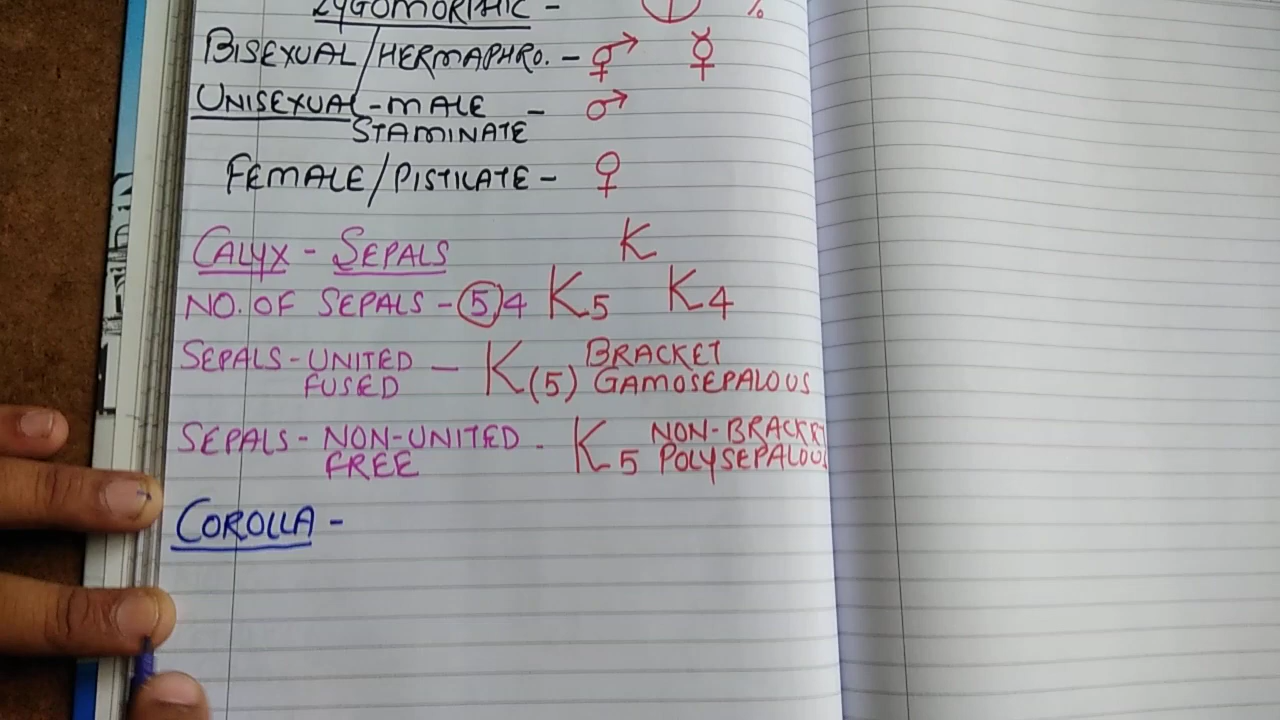 ZYGOMORPHIC - %
BISEXUAL/HERMAPHRO. - ⚥ ☿
UNISEXUAL-MALE - ♂
STAMINATE
FEMALE/PISTILATE - ♀
CALYX - SEPALS K
NO. OF SEPALS - 5 4 K5 K4
SEPALS-UNITED FUSED — K(5) BRACKET GAMOSEPALOUS
SEPALS- NON-UNITED FREE - K5 NON-BRACKET POLYSEPALOUS
COROLLA -